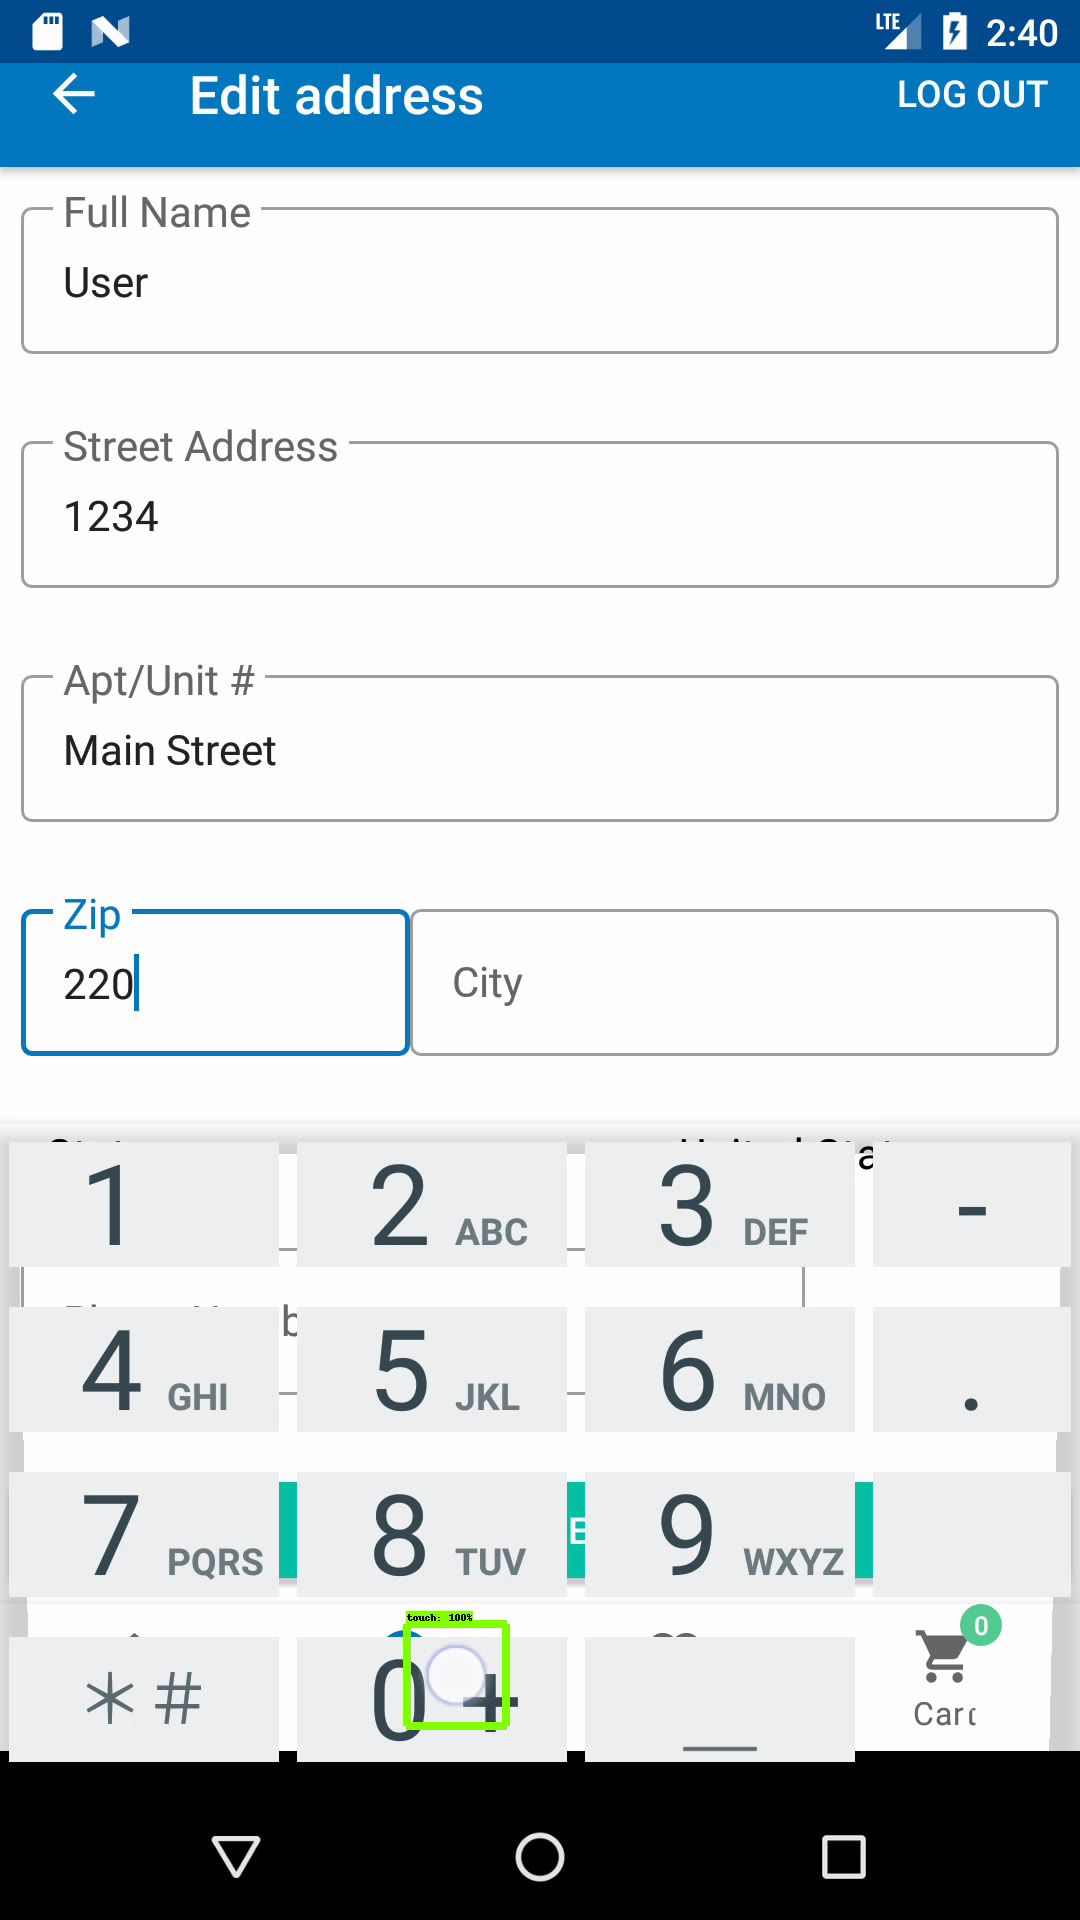 LTE 2:40
Edit address LOG OUT
Full Name
User
Street Address
1234
Apt/Unit #
Main Street
Zip
220
City
1 2 ABC 3 DEF -
4 GHI 5 JKL 6 MNO .
7 PQRS 8 TUV 9 WXYZ
0
touch: 100%
* # 0 +